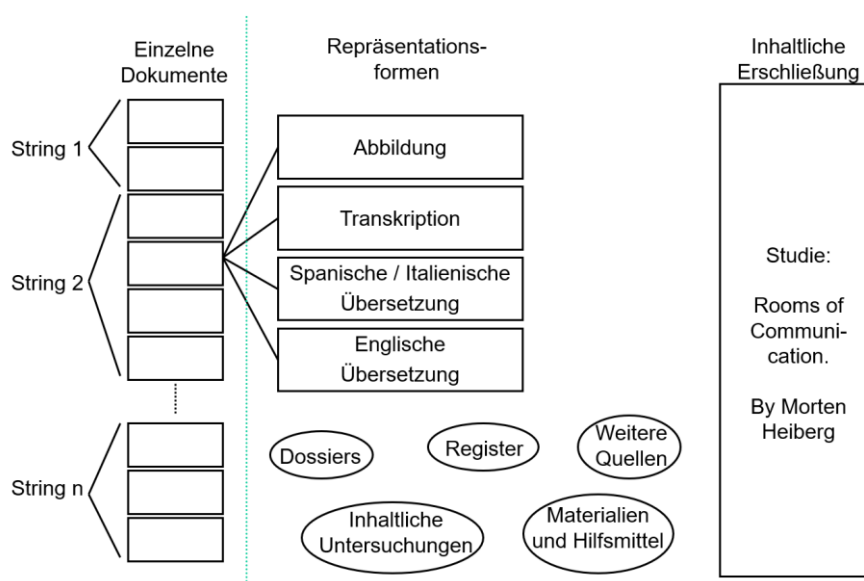 Einzelne
Dokumente
Repräsentations-
formen
Inhaltliche
Erschließung
String 1
String 2
String n
Abbildung
Transkription
Spanische / Italienische
Übersetzung
Englische
Übersetzung
Dossiers
Register
Weitere
Quellen
Inhaltliche
Untersuchungen
Materialien
und Hilfsmittel
Studie:
Rooms of
Communi-
cation.
By Morten
Heiberg